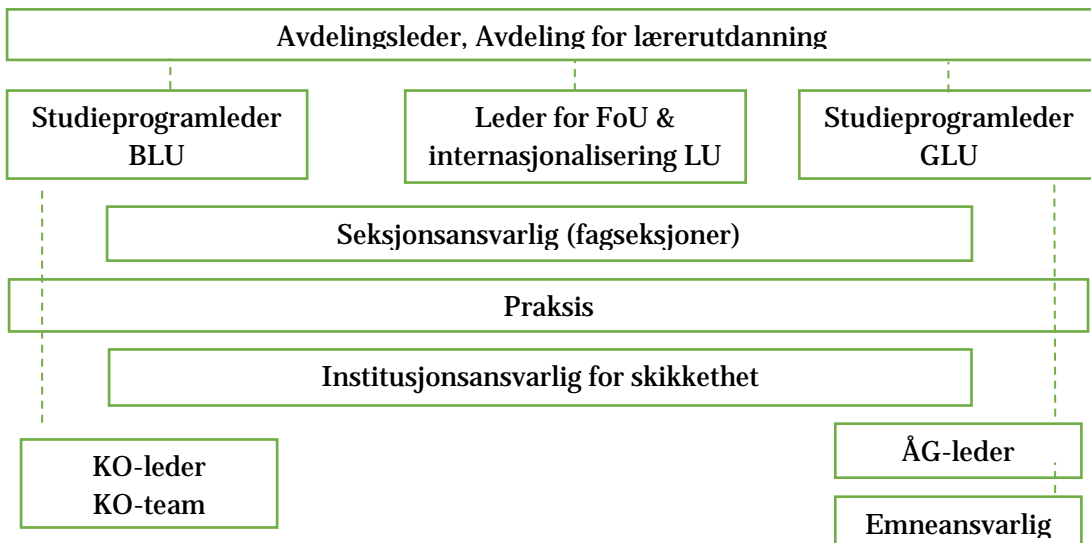 Avdelingsleder, Avdeling for lærerutdanning
Studieprogramleder
BLU
Leder for FoU &
internasjonalisering LU
Studieprogramleder
GLU
Seksjonsansvarlig (fagseksjoner)
Praksis
Institusjonsansvarlig for skikkethet
KO-leder
KO-team
ÅG-leder
Emneansvarlig